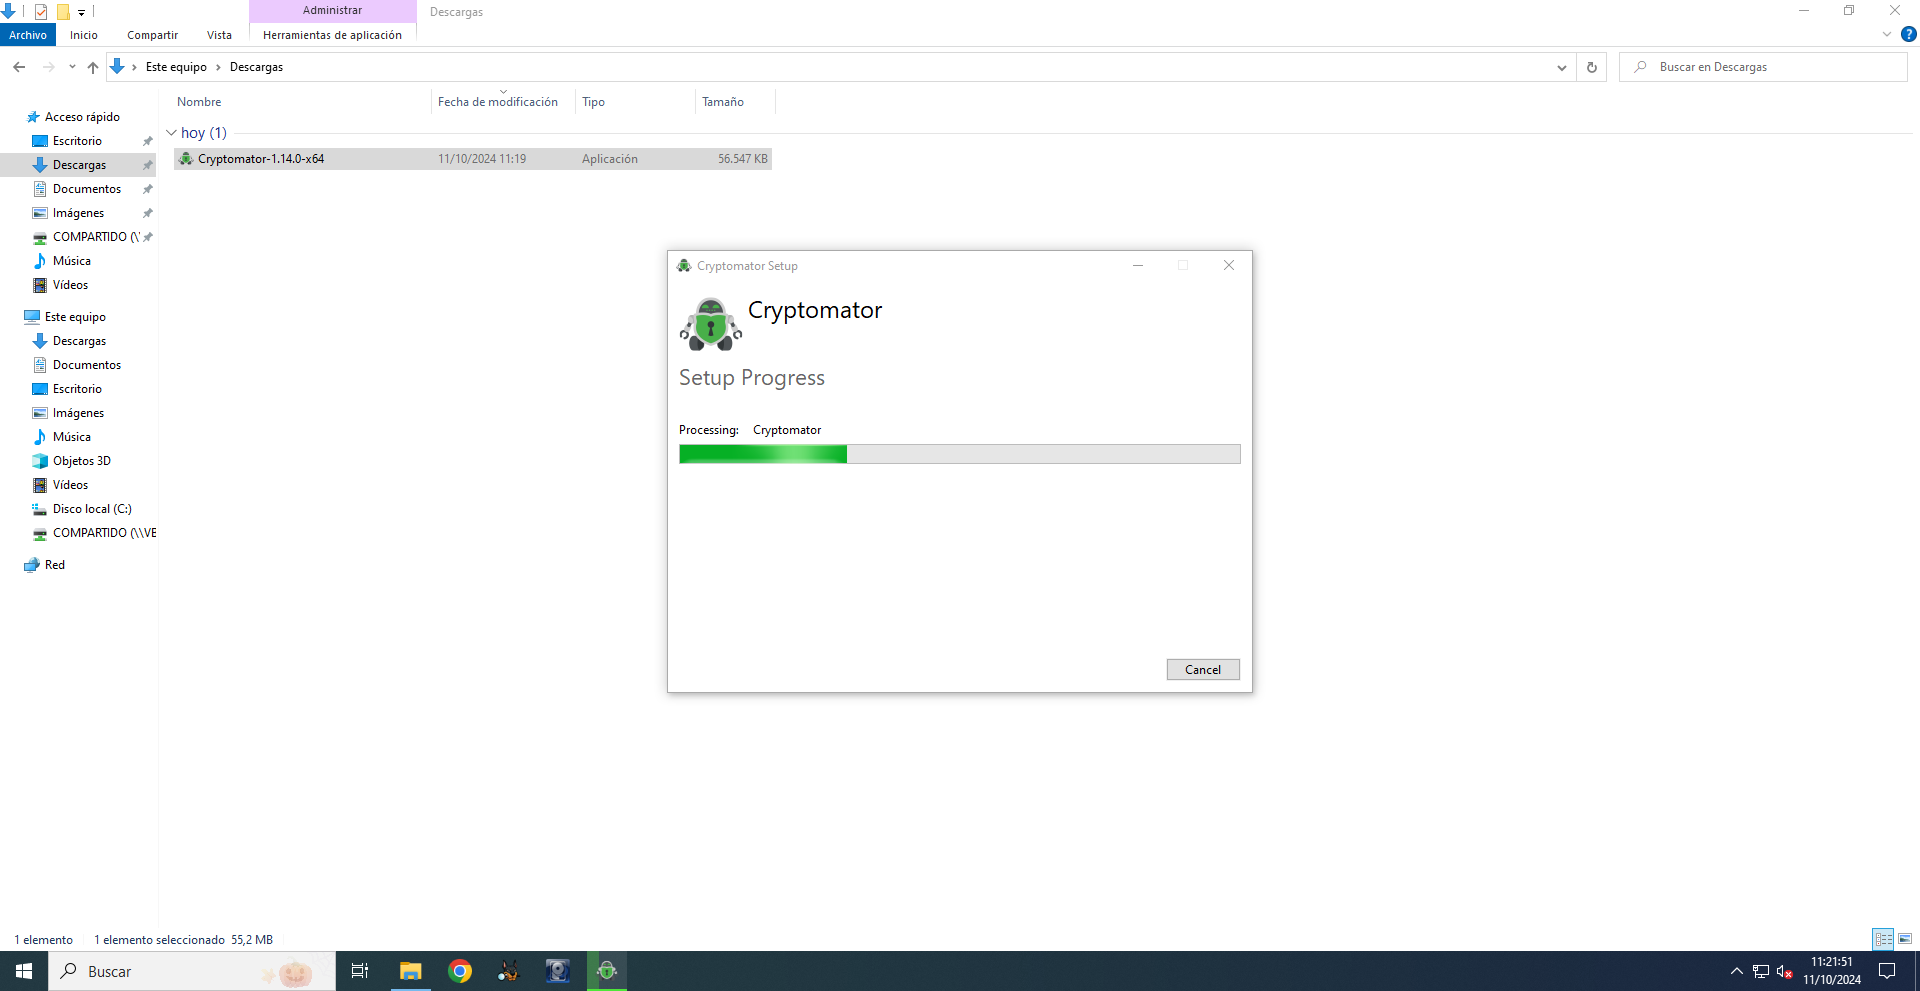 Administrar
Descargas
Archivo
Inicio
Compartir
Vista
Herramientas de aplicación
Este equipo > Descargas
Buscar en Descargas
Nombre
Fecha de modificación
Tipo
Tamaño
Acceso rápido
Escritorio
Descargas
Documentos
Imágenes
COMPARTIDO (\\
Música
Vídeos
Este equipo
Descargas
Documentos
Escritorio
Imágenes
Música
Objetos 3D
Vídeos
Disco local (C:)
COMPARTIDO (\\VE
Red
hoy (1)
Cryptomator-1.14.0-x64
11/10/2024 11:19
Aplicación
56.547 KB
Cryptomator Setup
Cryptomator
Setup Progress
Processing: Cryptomator
Cancel
1 elemento
1 elemento seleccionado 55,2 MB
Buscar
11:21:51
11/10/2024